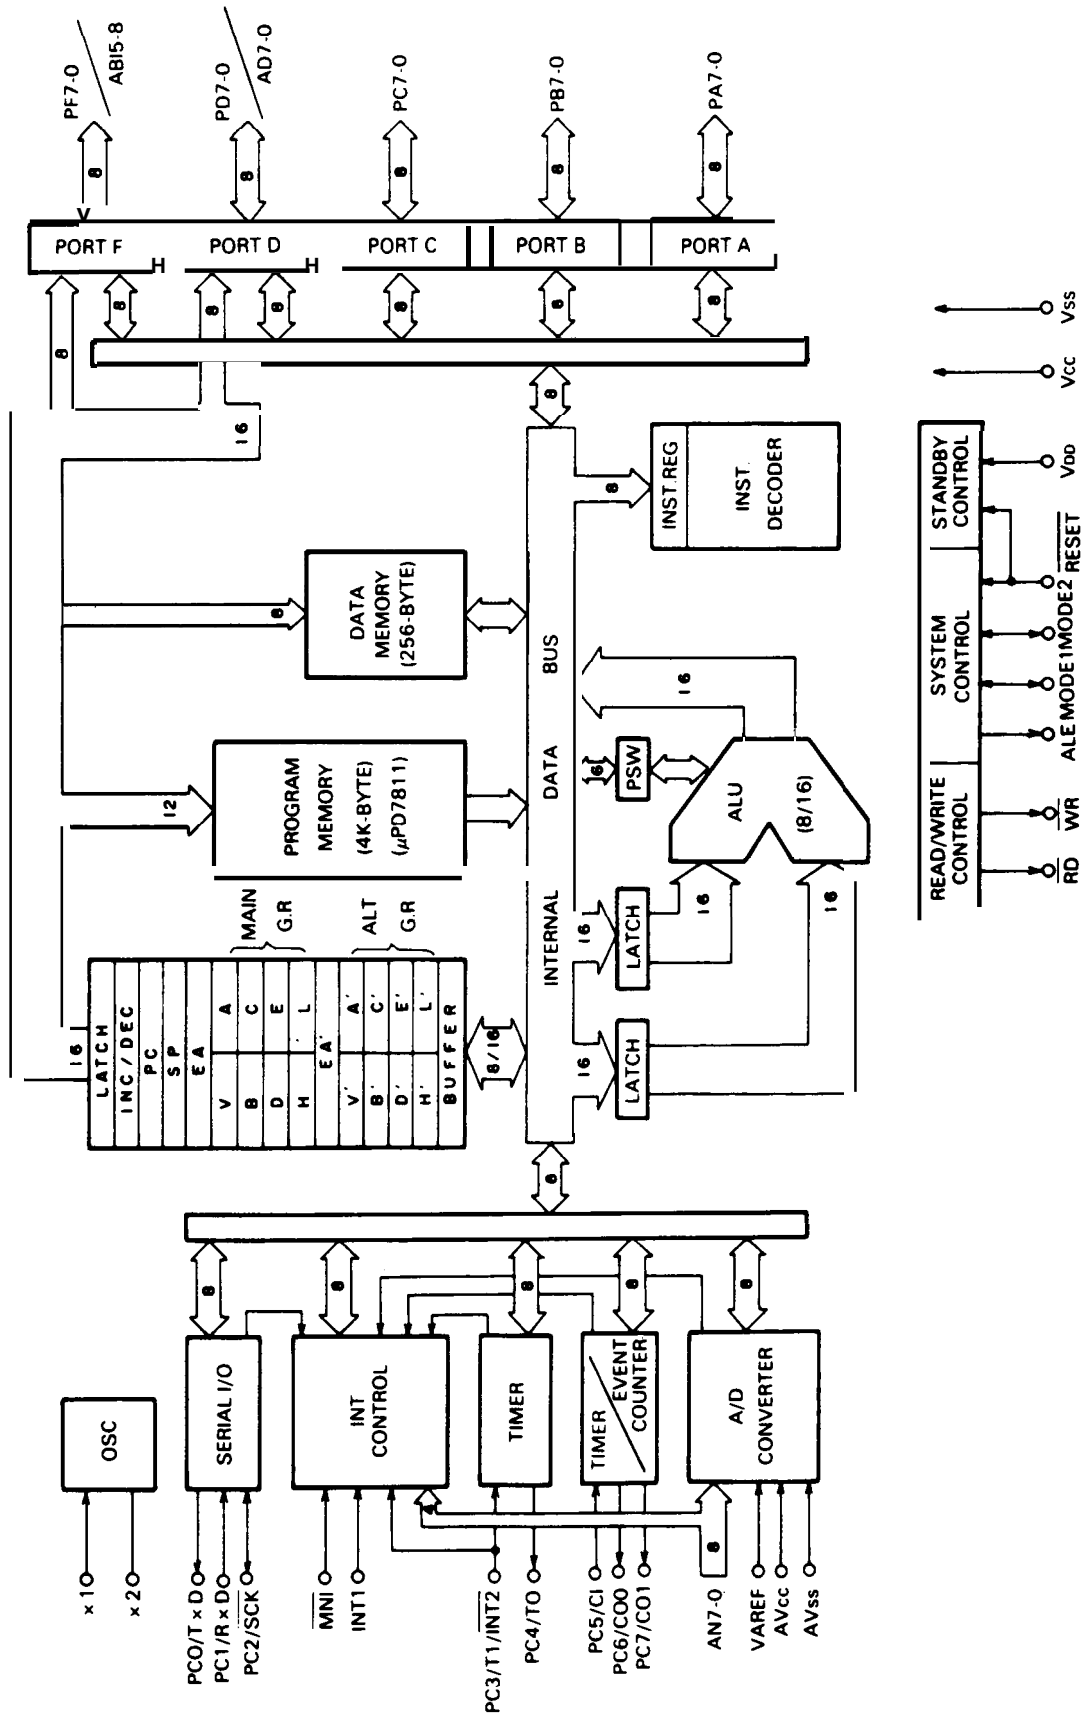 x1
x2
OSC
PC0/TxD
PC1/RxD
PC2/SCK
SERIAL I/O
8
MNI
INT1
INT
CONTROL
8
PC3/T1/INT2
PC4/TO
TIMER
8
PC5/CI
PC6/CO0
PC7/CO1
TIMER
/
EVENT
COUNTER
8
AN7-0
8
VAREF
AVCC
AVSS
A/D
CONVERTER
8
8
16
LATCH
INC/DEC
PC
SP
EA
V A
B C
D E
H L
EA'
V' A'
B' C'
D' E'
H' L'
BUFFER
MAIN
G.R
ALT
G.R
8/16
12
PROGRAM
MEMORY
(4K-BYTE)
(μPD7811)
8
DATA
MEMORY
(256-BYTE)
16
INTERNAL DATA BUS
16
LATCH
16
LATCH
16
16
6
PSW
ALU
(8/16)
16
8
INST.REG
INST.
DECODER
8
8
8
8
8
8
8
8
PORT F
PORT D
PORT C
PORT B
PORT A
8
8
8
8
8
PF7-0
AB15-8
PD7-0
AD7-0
PC7-0
PB7-0
PA7-0
READ/WRITE
CONTROL
SYSTEM
CONTROL
STANDBY
CONTROL
RD
WR
ALE
MODE1
MODE2
RESET
VDD
VCC
VSS